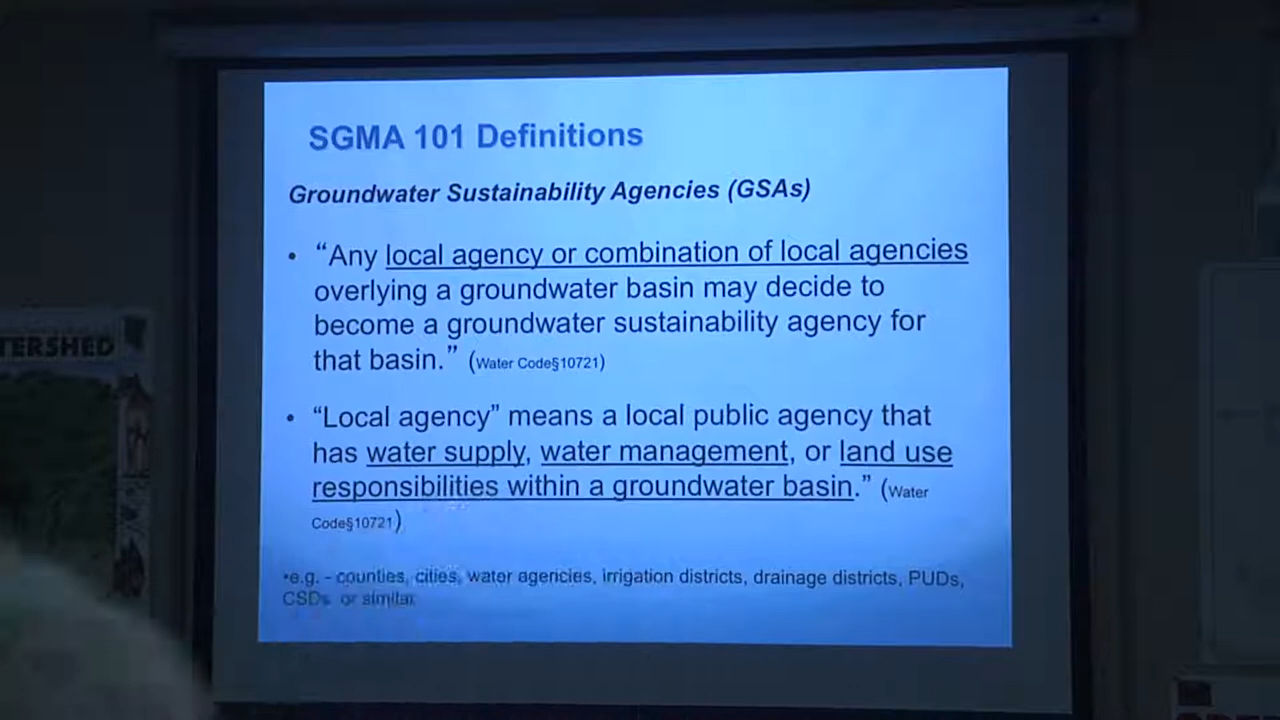 SGMA 101 Definitions
Groundwater Sustainability Agencies (GSAs)
• “Any local agency or combination of local agencies
overlying a groundwater basin may decide to
become a groundwater sustainability agency for
that basin.” (Water Code§10721)
• “Local agency” means a local public agency that
has water supply, water management, or land use
responsibilities within a groundwater basin.” (Water
Code§10721)
•e.g. - counties, cities, water agencies, irrigation districts, drainage districts, PUDs,
CSDs or similar.
TERSHED